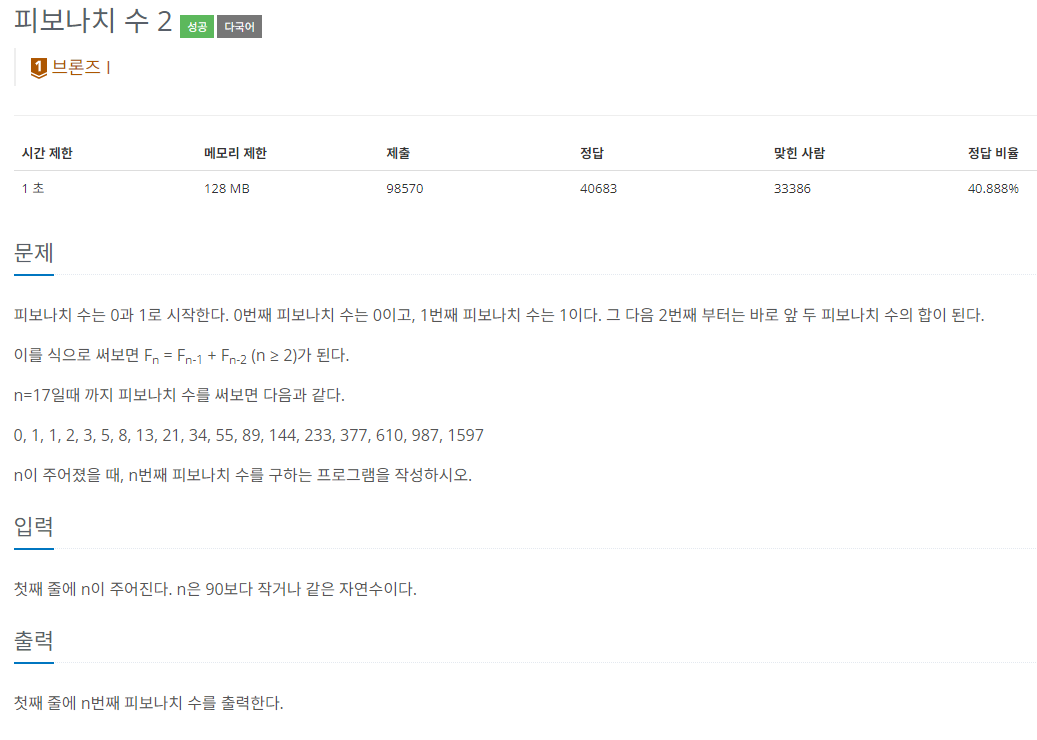 피보나치 수 2 성공 다국어
1 브론즈 I
시간 제한 메모리 제한 제출 정답 맞힌 사람 정답 비율
1 초 128 MB 98570 40683 33386 40.888%
문제
피보나치 수는 0과 1로 시작한다. 0번째 피보나치 수는 0이고, 1번째 피보나치 수는 1이다. 그 다음 2번째 부터는 바로 앞 두 피보나치 수의 합이 된다.
이를 식으로 써보면 Fn = Fn-1 + Fn-2 (n ≥ 2)가 된다.
n=17일때 까지 피보나치 수를 써보면 다음과 같다.
0, 1, 1, 2, 3, 5, 8, 13, 21, 34, 55, 89, 144, 233, 377, 610, 987, 1597
n이 주어졌을 때, n번째 피보나치 수를 구하는 프로그램을 작성하시오.
입력
첫째 줄에 n이 주어진다. n은 90보다 작거나 같은 자연수이다.
출력
첫째 줄에 n번째 피보나치 수를 출력한다.